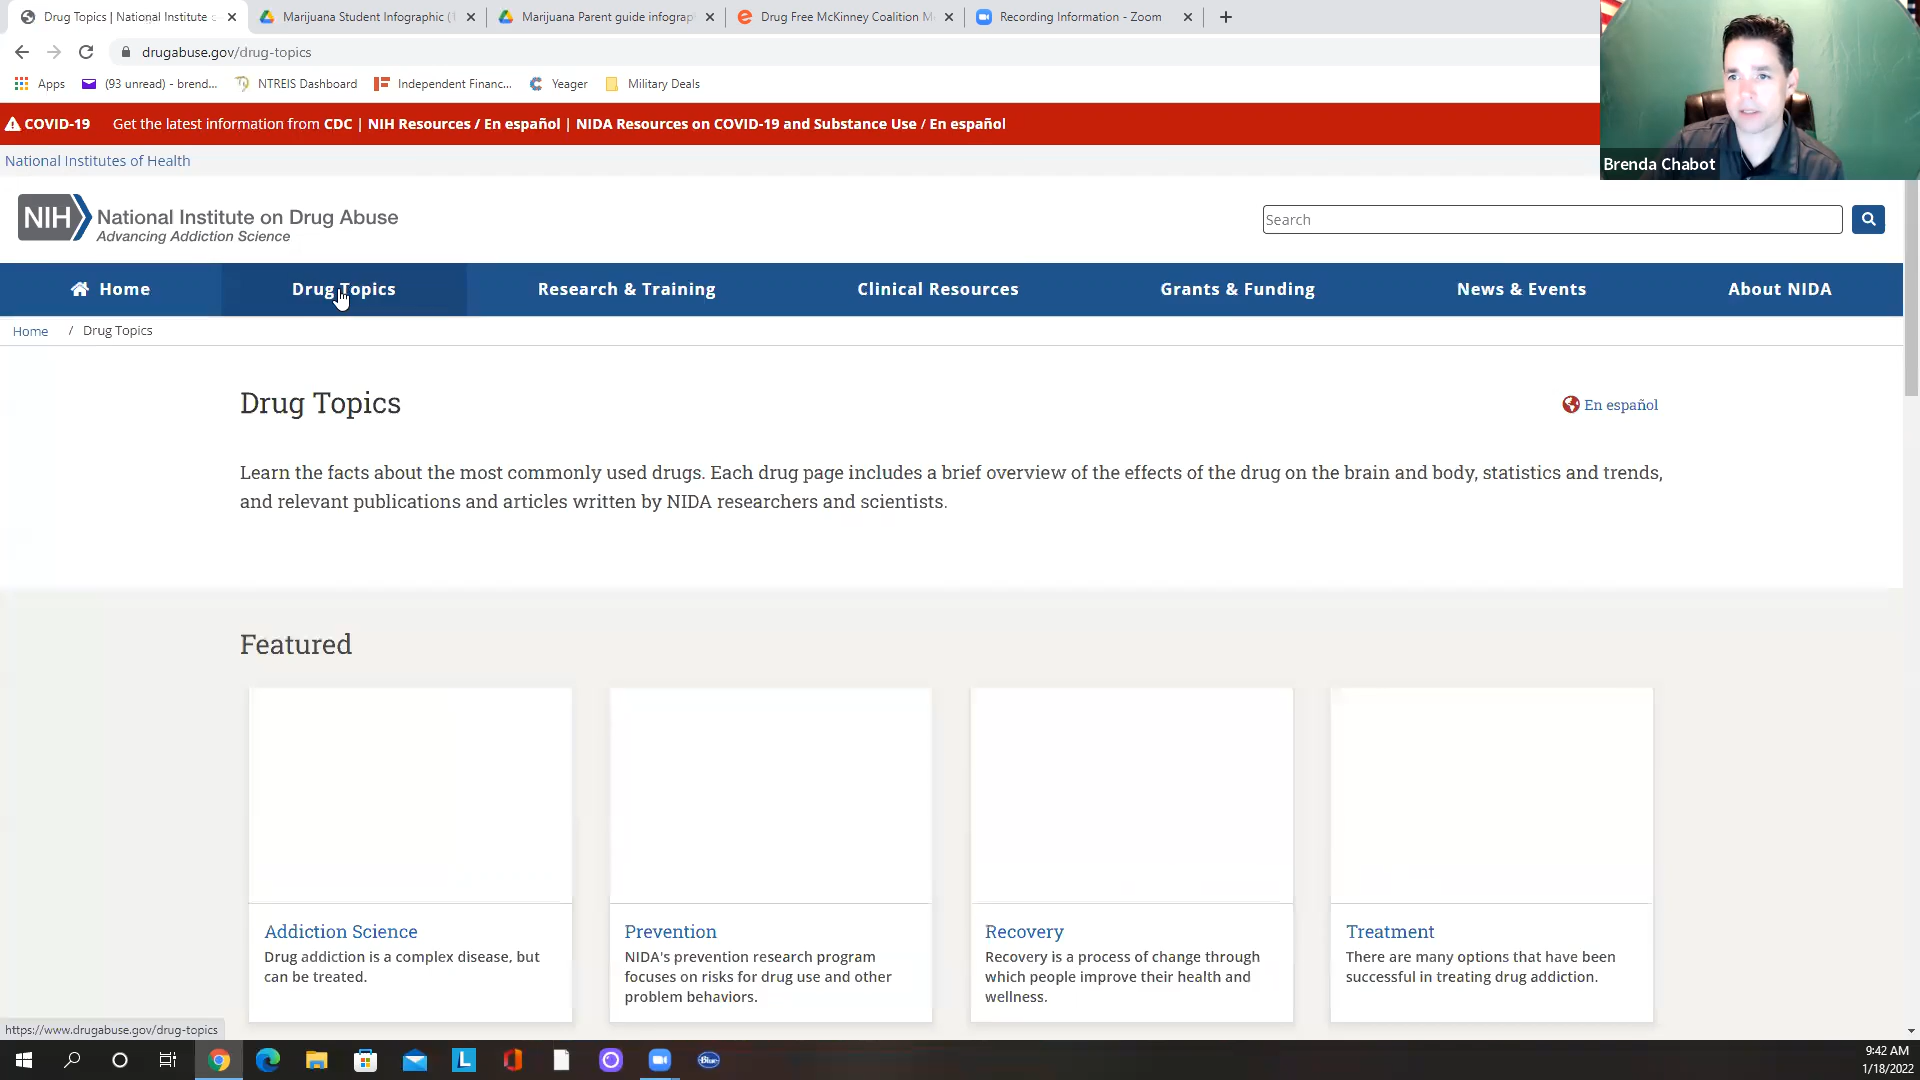 Drug Topics | National Institute o
Marijuana Student Infographic (
Marijuana Parent guide infograp
Drug Free McKinney Coalition M
Recording Information - Zoom
drugabuse.gov/drug-topics
Apps
(93 unread) - brend...
NTREIS Dashboard
Independent Financ...
Yeager
Military Deals
COVID-19 Get the latest information from CDC | NIH Resources / En español | NIDA Resources on COVID-19 and Substance Use / En español
Brenda Chabot
National Institutes of Health
NIH National Institute on Drug Abuse
Advancing Addiction Science
Search
Home Drug Topics Research & Training Clinical Resources Grants & Funding News & Events About NIDA
Home / Drug Topics
Drug Topics
En español
Learn the facts about the most commonly used drugs. Each drug page includes a brief overview of the effects of the drug on the brain and body, statistics and trends,
and relevant publications and articles written by NIDA researchers and scientists.
Featured
Addiction Science
Drug addiction is a complex disease, but
can be treated.
Prevention
NIDA's prevention research program
focuses on risks for drug use and other
problem behaviors.
Recovery
Recovery is a process of change through
which people improve their health and
wellness.
Treatment
There are many options that have been
successful in treating drug addiction.
https://www.drugabuse.gov/drug-topics
L
Blue
9:42 AM
1/18/2022